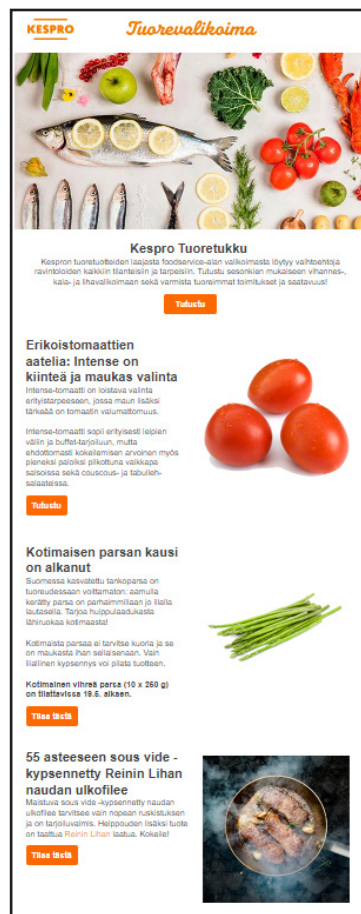 KESPRO
Tuorevalikoima
Kespro Tuoretukku
Kespron tuoretuotteiden laajasta foodservice-alan valikoimasta löytyy vaihtoehtoja
ravintoloiden kaikkiin tilanteisiin ja tarpeisiin. Tutustu sesonkien mukaiseen vihannes-,
kala- ja lihavalikoimaan sekä varmista tuoreimmat toimitukset ja saatavuus!
Tutustu
Erikoistomaattien
aatelia: Intense on
kiinteä ja maukas valinta
Intense-tomaatti on loistava valinta
erityistarpeeseen, jossa maun lisäksi
tärkeää on tomaatin valumattomuus.
Intense-tomaatti sopii erityisesti leipien
väliin ja buffet-tarjoiluun, mutta
ehdottomasti kokeilemisen arvoinen myös
pieneksi paloiksi pilkottuna vaikkapa
salsoissa sekä couscous- ja tabulleh-
salaateissa.
Tutustu
Kotimaisen parsan kausi
on alkanut
Suomessa kasvatettu tankoparsa on
tuoreudessaan voittamaton: aamulla
kerätty parsa on parhaimmillaan jo illalla
lautasella. Tarjoa huippulaadukasta
lähiruokaa kotimaasta!
Kotimaista parsaa ei tarvitse kuoria ja se
on maukasta ihan sellaisenaan. Vain
liiallinen kypsennys voi pilata tuotteen.
Kotimainen vihreä parsa (10 x 250 g)
on tilattavissa 19.5. alkaen.
Tilaa tästä
55 asteeseen sous vide -
kypsennetty Reinin Lihan
naudan ulkofilee
Maistuva sous vide -kypsennetty naudan
ulkofilee tarvitsee vain nopean ruskistuksen
ja on tarjoiluvalmis. Helppouden lisäksi tuote
on taattua Reinin Lihan laatua. Kokeile!
Tilaa tästä